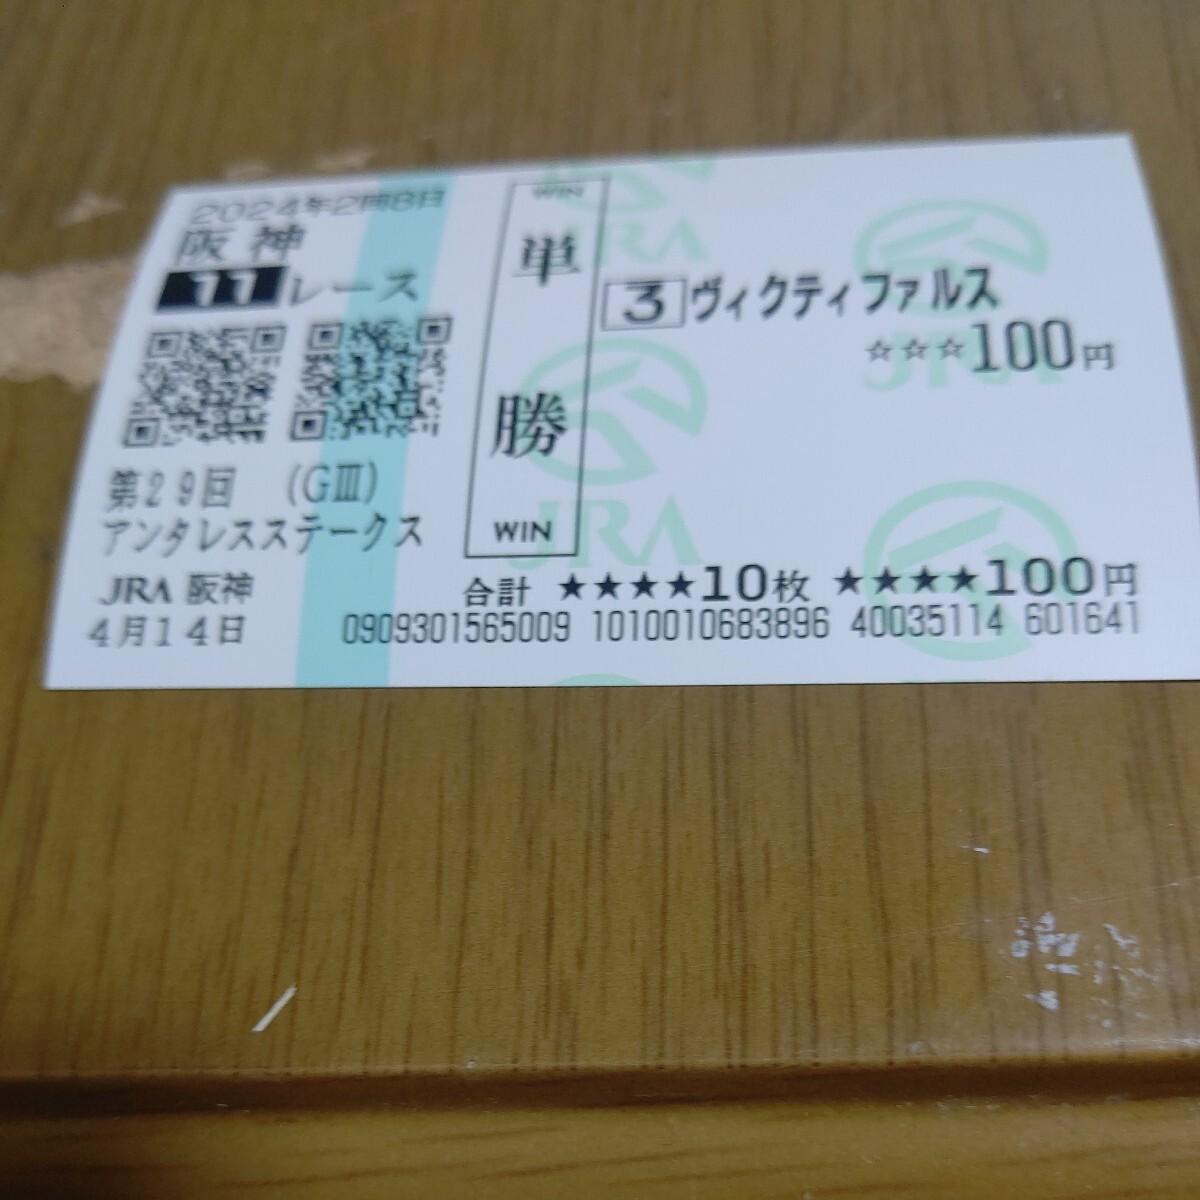 2024年2回8日
阪神
11レース
第29回 (GⅢ)
アンタレスステークス
JRA 阪神
4月14日
WIN
単
勝
WIN
3 ヴィクティファルス
☆☆☆100円
合計 ★★★★10枚 ★★★★100円
0909301565009 1010010683896 40035114 601641
JRA
JRA
JRA